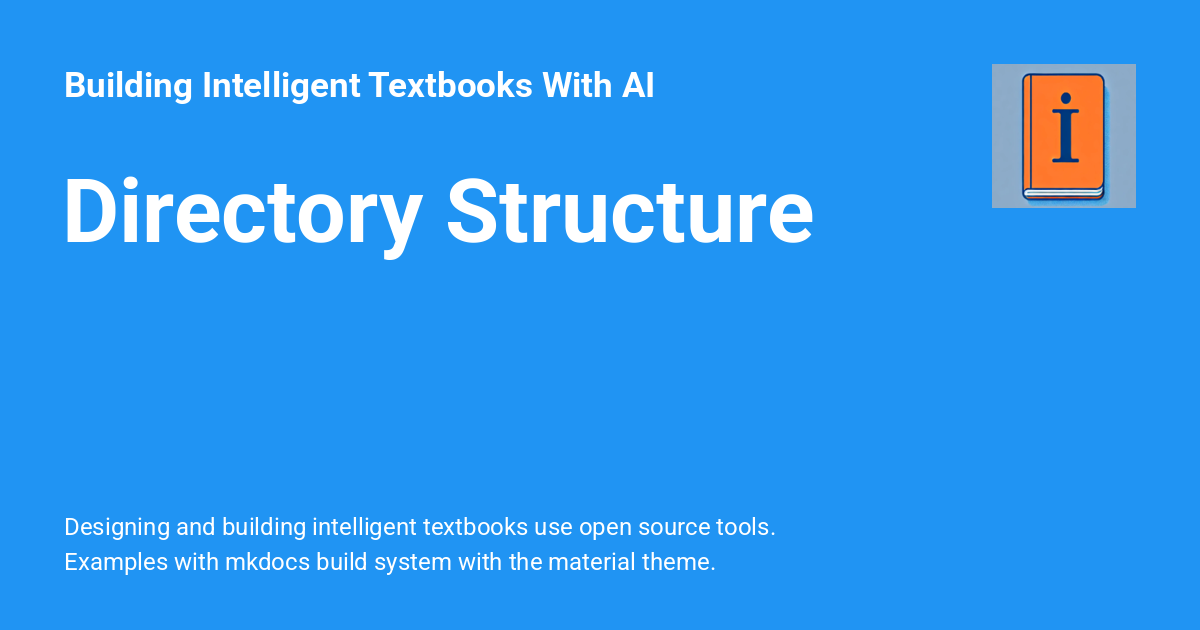 Building Intelligent Textbooks With AI
i
Directory Structure
Designing and building intelligent textbooks use open source tools.
Examples with mkdocs build system with the material theme.